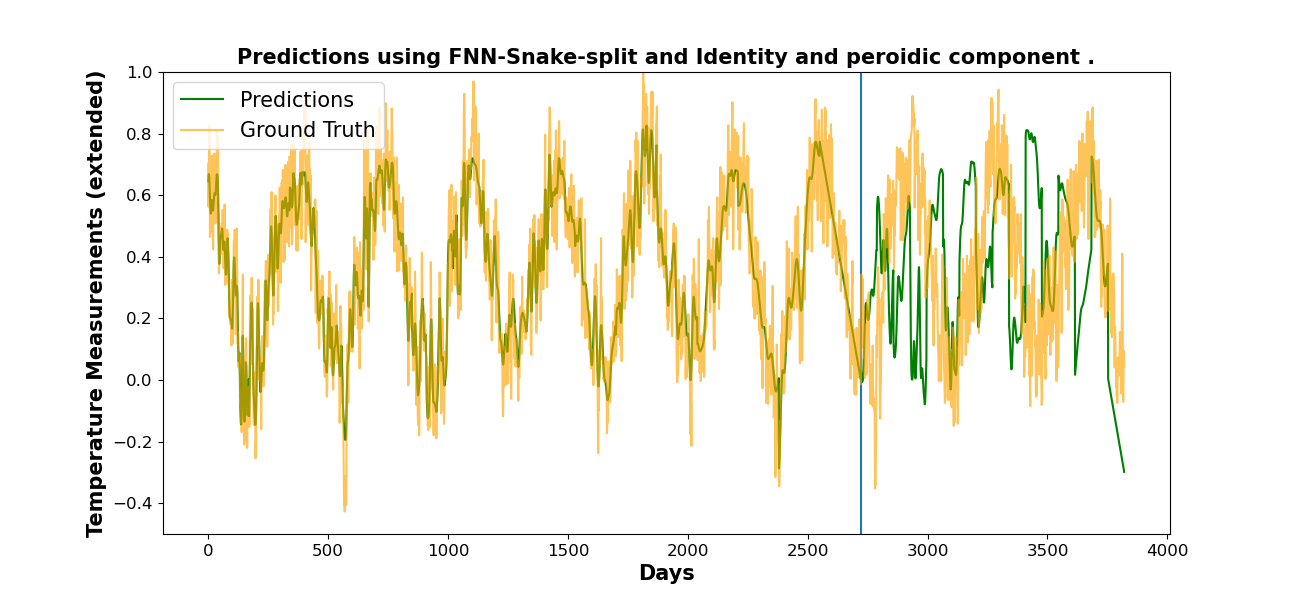 Predictions using FNN-Snake-split and Identity and peroidic component .
Temperature Measurements (extended)
1.0
0.8
0.6
0.4
0.2
0.0
−0.2
−0.4
Predictions
Ground Truth
0 500 1000 1500 2000 2500 3000 3500 4000
Days